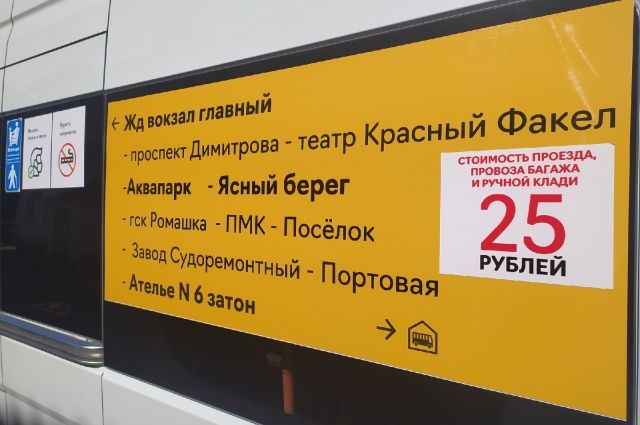 ← Жд вокзал главный
- проспект Димитрова - театр Красный Факел
-Аквапарк - Ясный берег
- гск Ромашка - ПМК - Посёлок
- Завод Судоремонтный - Портовая
- Ателье N 6 затон
→
СТОИМОСТЬ ПРОЕЗДА,
ПРОВОЗА БАГАЖА
И РУЧНОЙ КЛАДИ
25
РУБЛЕЙ